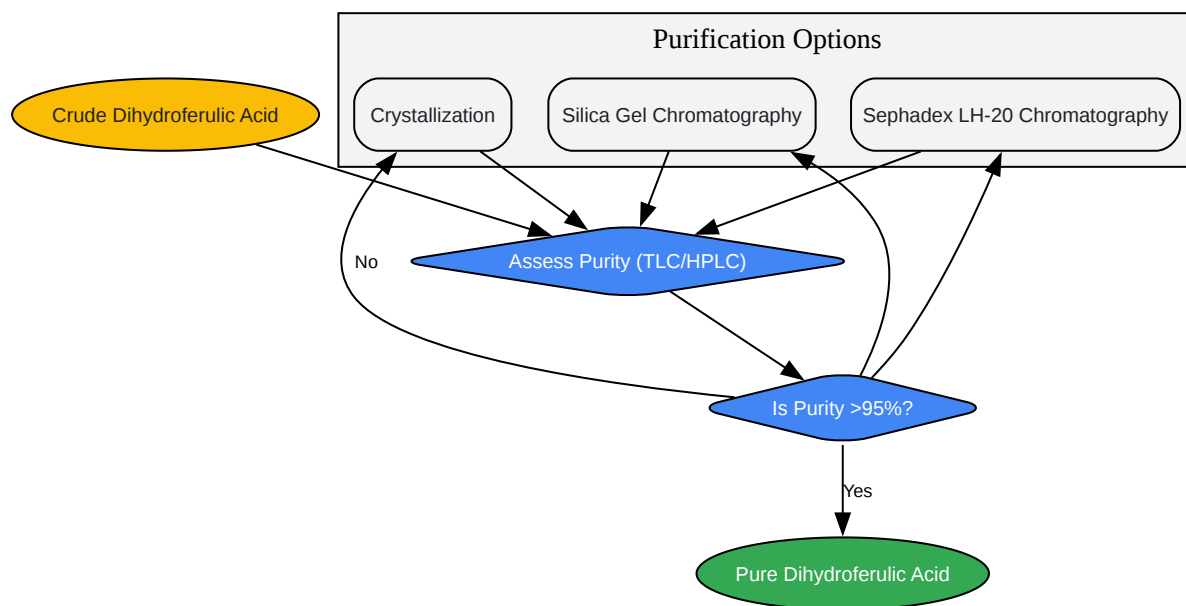 Purification Options
Crude Dihydroferulic Acid
Crystallization
Silica Gel Chromatography
Sephadex LH-20 Chromatography
Assess Purity (TLC/HPLC)
No
Is Purity >95%?
Yes
Pure Dihydroferulic Acid